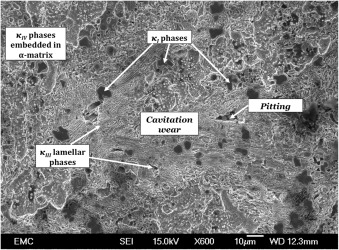 κIV phases
embedded in
α-matrix
κI phases
Pitting
Cavitation
wear
κIII lamellar
phases
EMC SEI 15.0kV X600 10μm WD 12.3mm